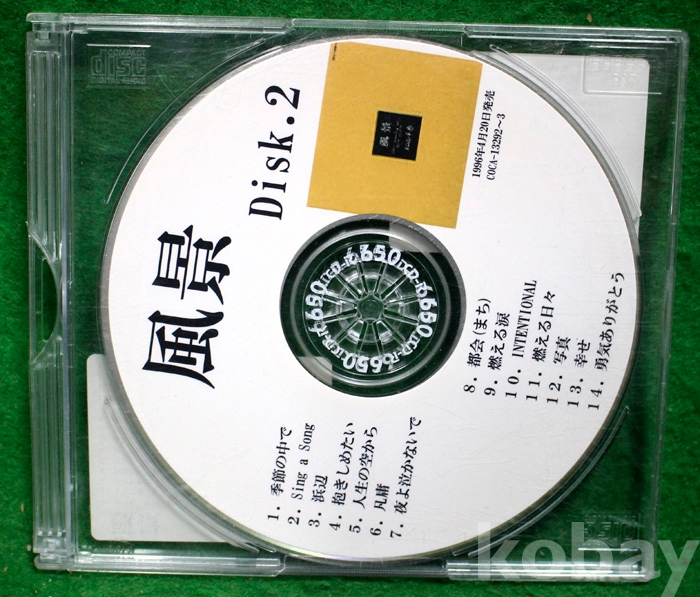 COMPACT
disc
風景
Disk.2
風景
1996年4月20日発売
COCA-13292~3
1. 季節の中で
2. Sing a Song
3. 浜辺
4. 抱きしめたい
5. 人生の空から
6. 凡庸
7. 夜よ泣かないで
8. 都会(まち)
9. 燃える涙
10. INTENTIONAL
11. 燃える日々
12. 写真
13. 幸せ
14. 勇気ありがとう
kobay